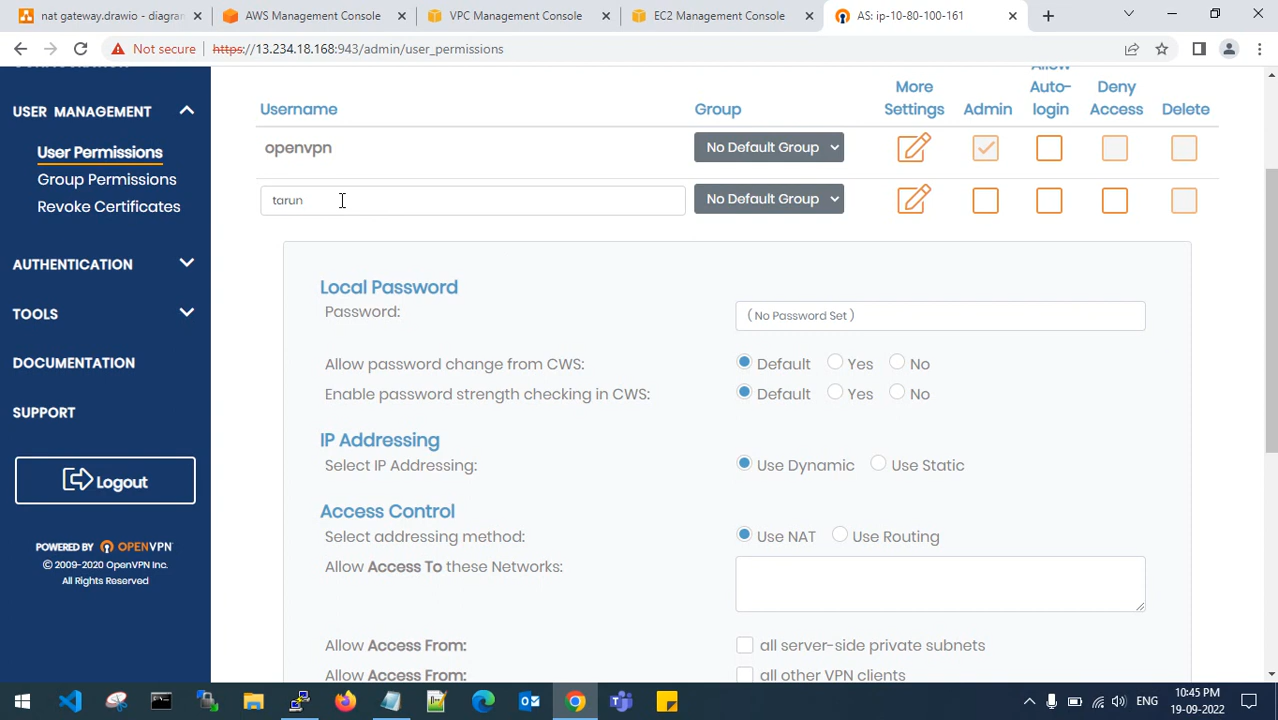 nat gateway.drawio - diagram
AWS Management Console
VPC Management Console
EC2 Management Console
AS: ip-10-80-100-161
Not secure
https://13.234.18.168:943/admin/user_permissions
USER MANAGEMENT
User Permissions
Group Permissions
Revoke Certificates
AUTHENTICATION
TOOLS
DOCUMENTATION
SUPPORT
Logout
POWERED BY OPENVPN
© 2009-2020 OpenVPN Inc.
All Rights Reserved
Username
Group
More Settings
Admin
Allow Auto-login
Deny Access
Delete
openvpn
No Default Group
tarun
No Default Group
Local Password
Password:
( No Password Set )
Allow password change from CWS:
Default Yes No
Enable password strength checking in CWS:
Default Yes No
IP Addressing
Select IP Addressing:
Use Dynamic Use Static
Access Control
Select addressing method:
Use NAT Use Routing
Allow Access To these Networks:
Allow Access From:
all server-side private subnets
Allow Access From:
all other VPN clients
ENG
10:45 PM
19-09-2022